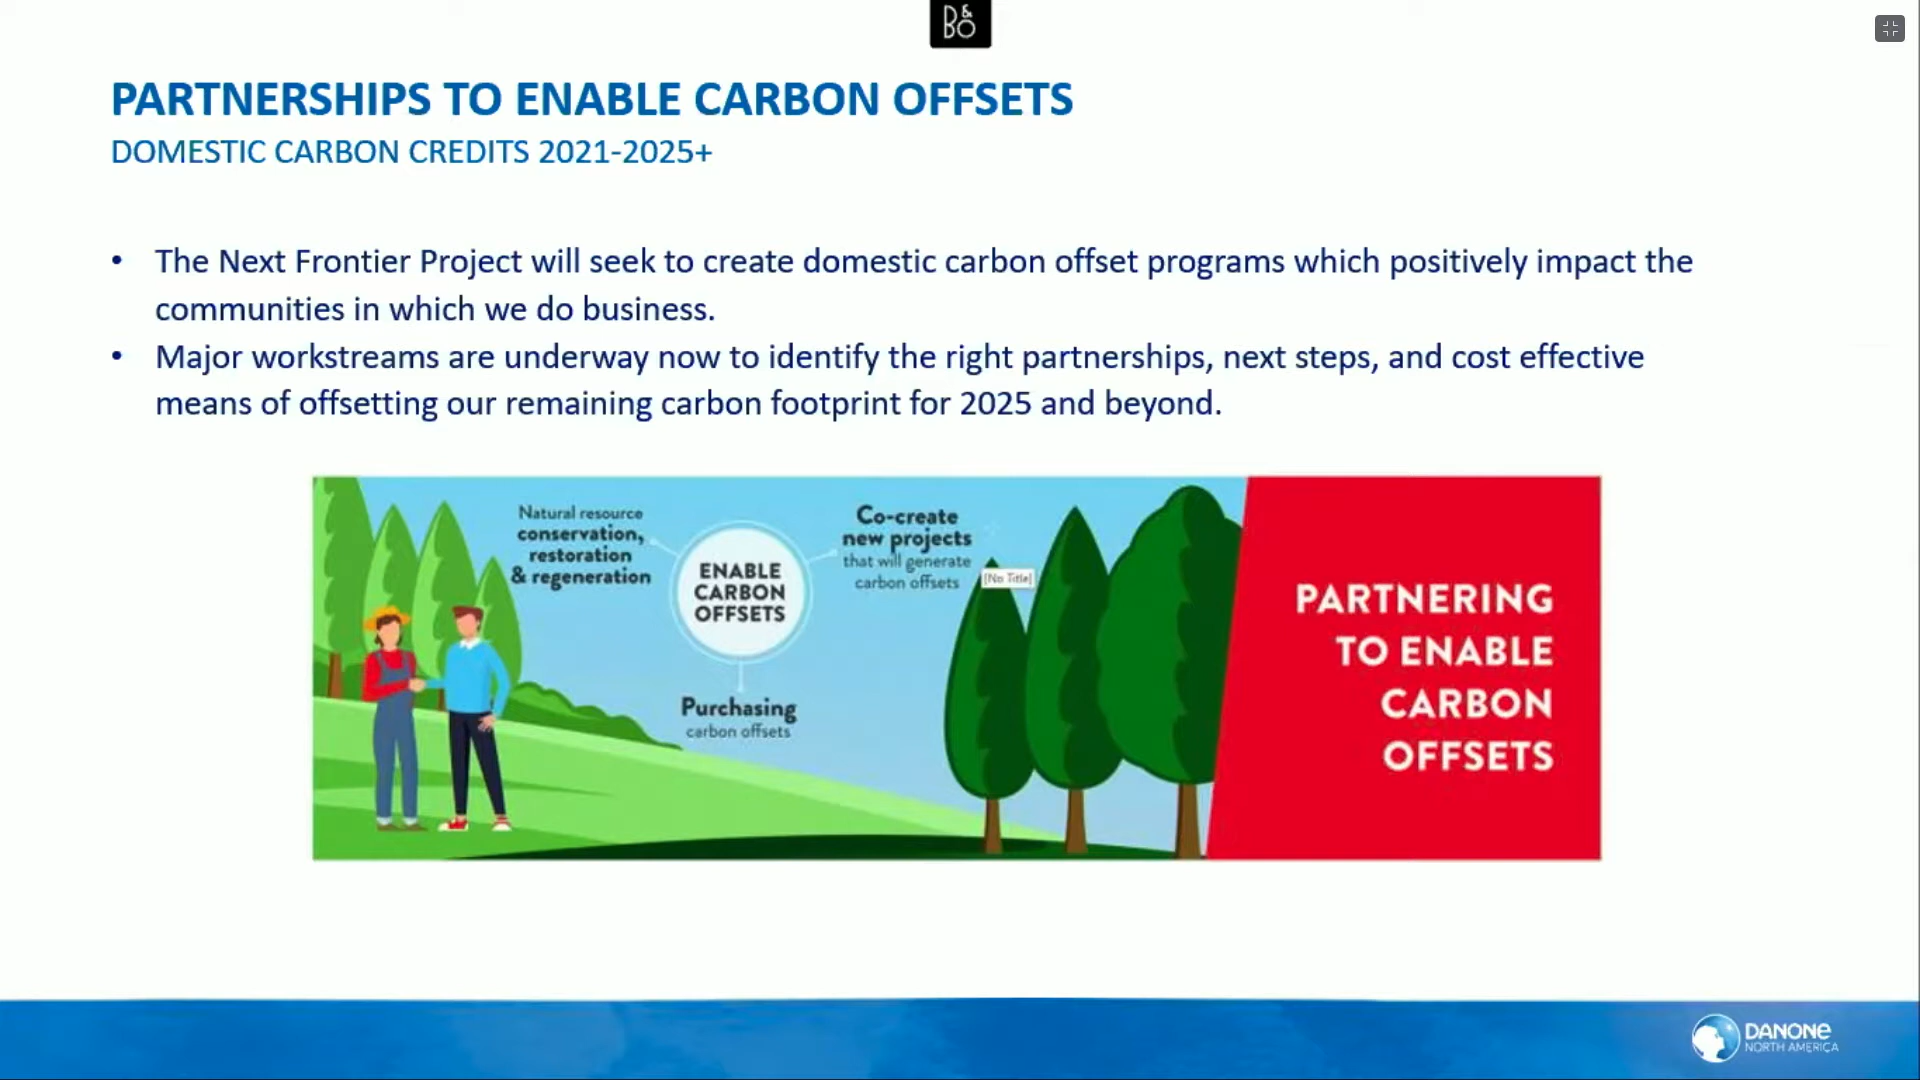 B&O
PARTNERSHIPS TO ENABLE CARBON OFFSETS
DOMESTIC CARBON CREDITS 2021-2025+
• The Next Frontier Project will seek to create domestic carbon offset programs which positively impact the
communities in which we do business.
• Major workstreams are underway now to identify the right partnerships, next steps, and cost effective
means of offsetting our remaining carbon footprint for 2025 and beyond.
Natural resource
conservation,
restoration
& regeneration
ENABLE
CARBON
OFFSETS
Co-create
new projects
that will generate
carbon offsets
[No Title]
Purchasing
carbon offsets
PARTNERING
TO ENABLE
CARBON
OFFSETS
DANONE
NORTH AMERICA